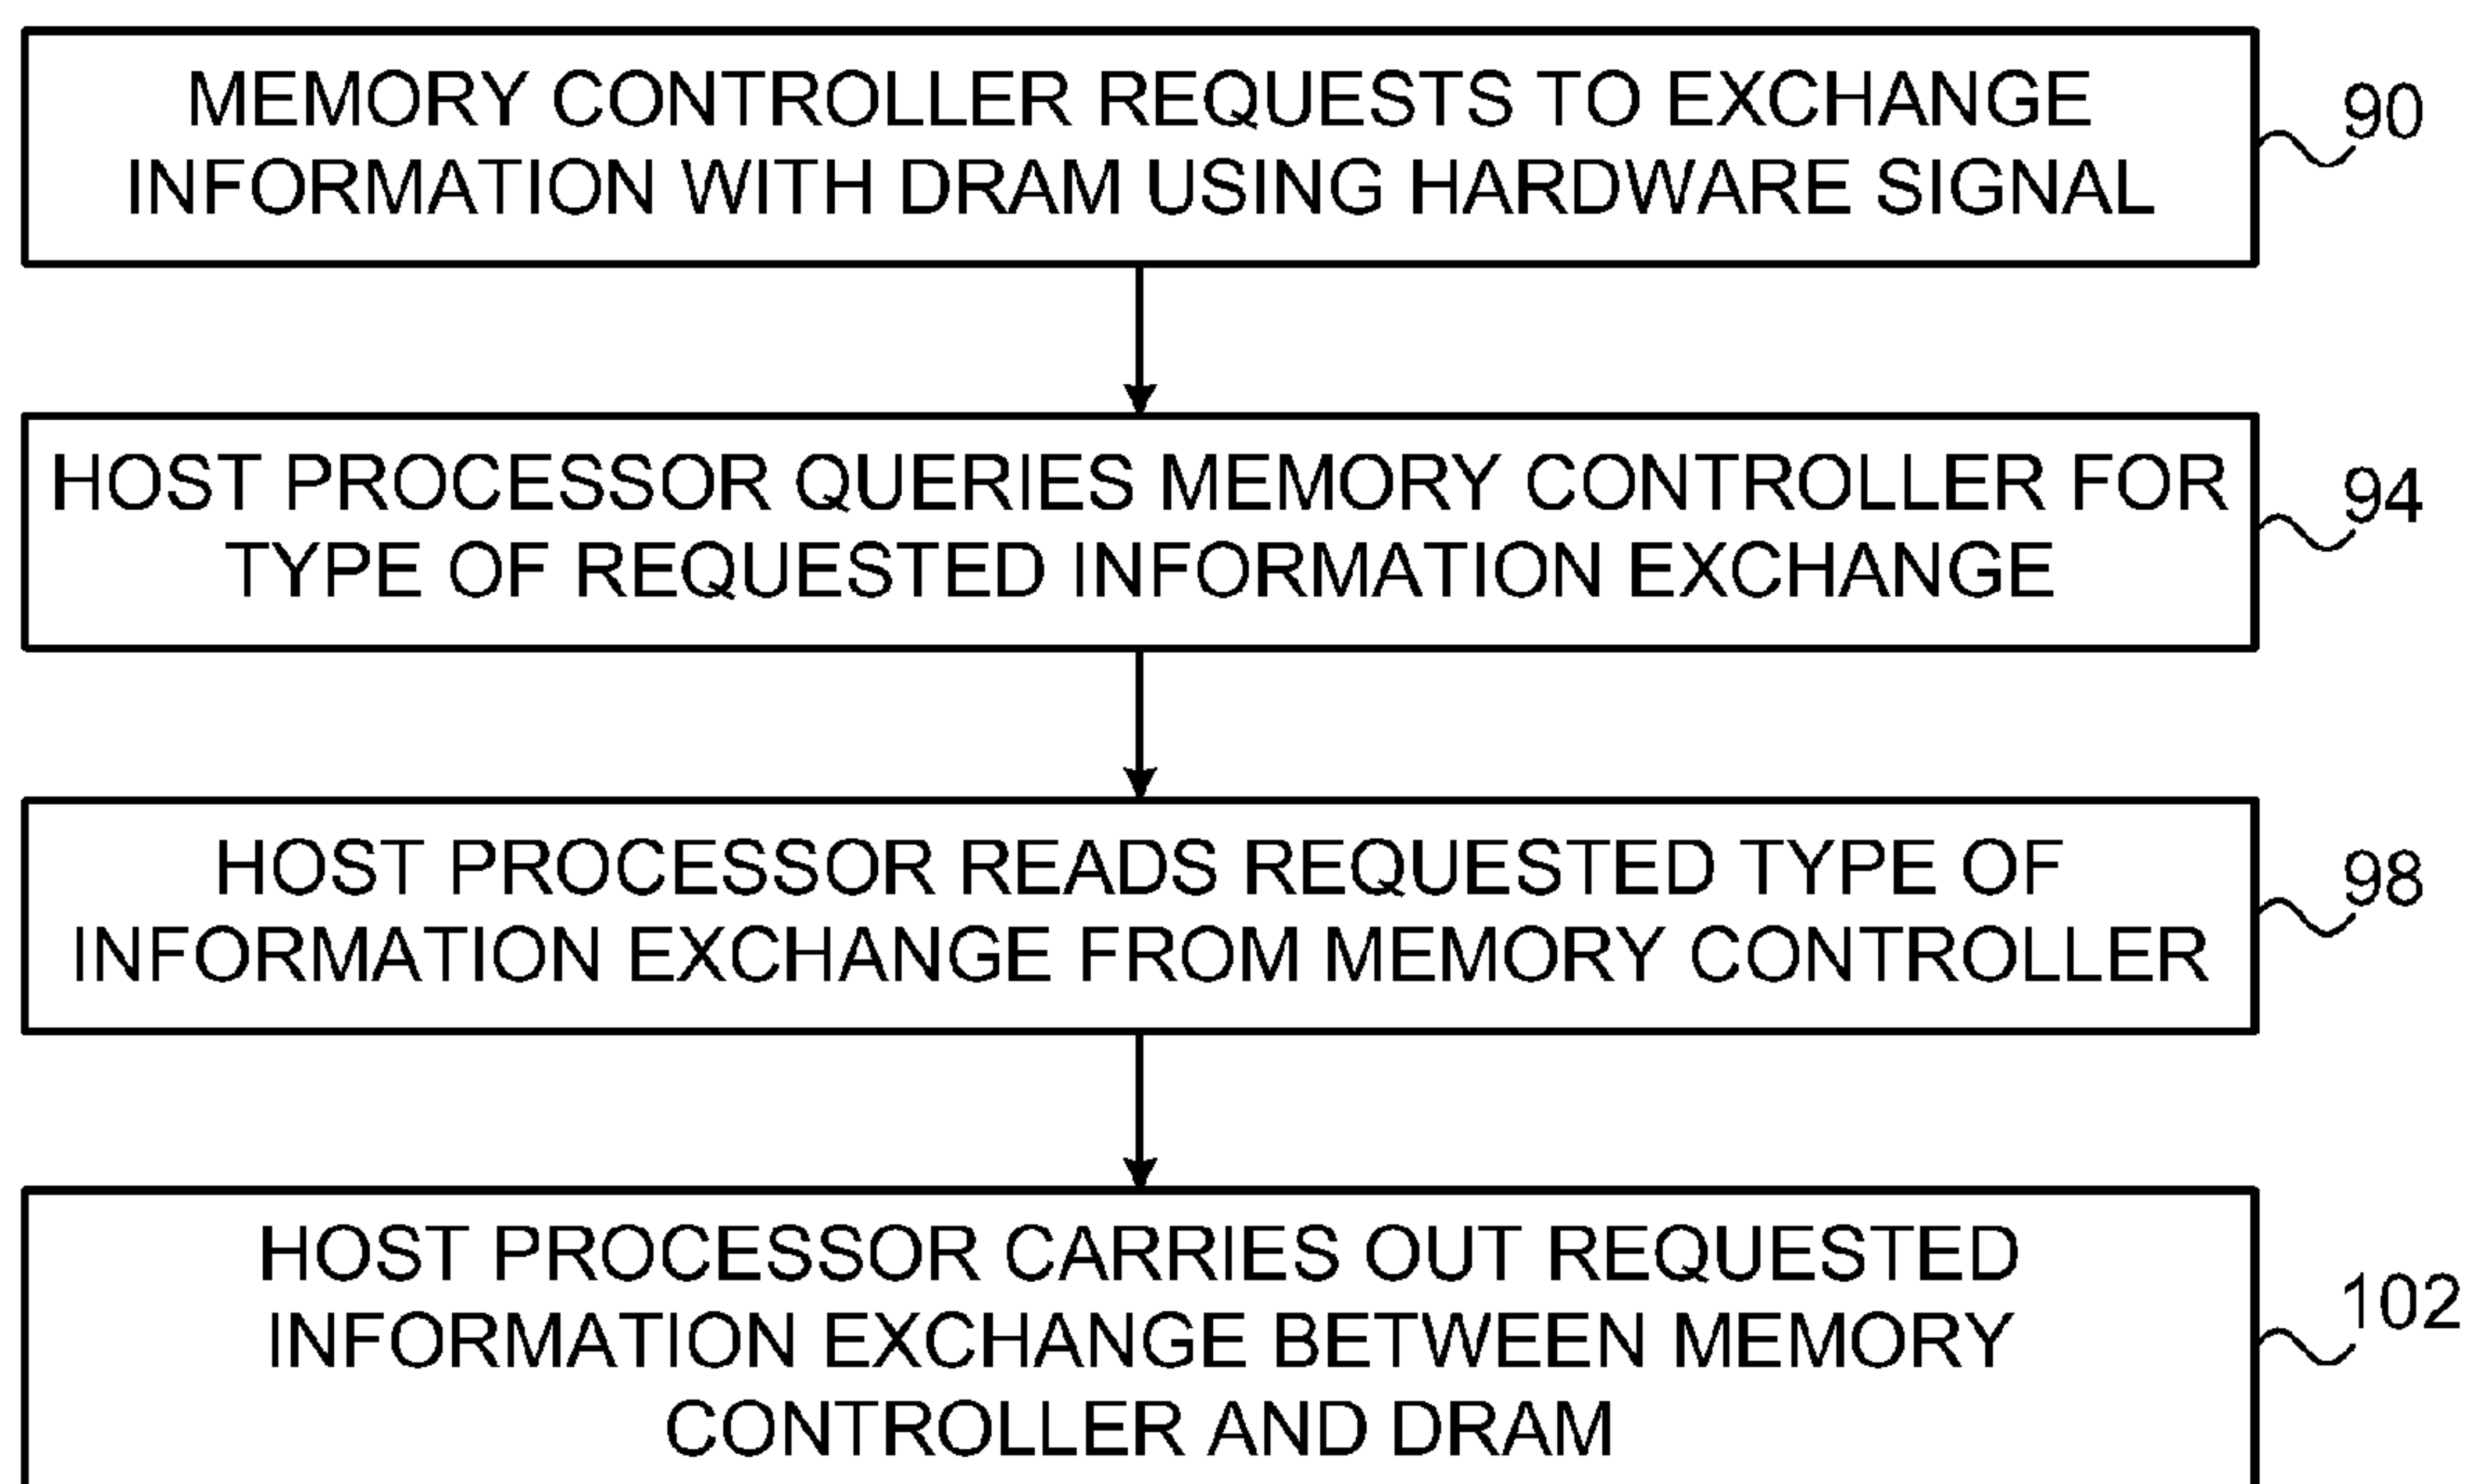 MEMORY CONTROLLER REQUESTS TO EXCHANGE
INFORMATION WITH DRAM USING HARDWARE SIGNAL
90
HOST PROCESSOR QUERIES MEMORY CONTROLLER FOR
TYPE OF REQUESTED INFORMATION EXCHANGE
94
HOST PROCESSOR READS REQUESTED TYPE OF
INFORMATION EXCHANGE FROM MEMORY CONTROLLER
98
HOST PROCESSOR CARRIES OUT REQUESTED
INFORMATION EXCHANGE BETWEEN MEMORY
CONTROLLER AND DRAM
102